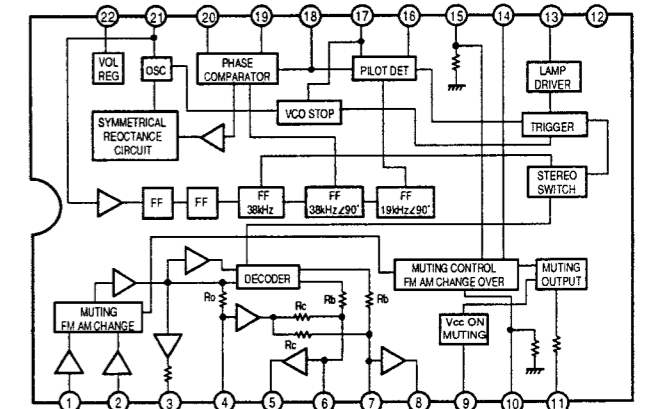 22 21 20 19 18 17 16 15 14 13 12
VOL
REG
OSC
PHASE
COMPARATOR
PILOT DET
LAMP
DRIVER
SYMMETRICAL
REOCTANCE
CIRCUIT
VCO STOP
TRIGGER
STEREO
SWITCH
FF
FF
FF
38kHz
FF
38kHz∠90°
FF
19kHz∠90°
DECODER
MUTING CONTROL
FM AM CHANGE OVER
MUTING
OUTPUT
Ro
Rb
Rb
Rc
Rc
MUTING
FM AM CHANGE
Vcc ON
MUTING
1 2 3 4 5 6 7 8 9 10 11